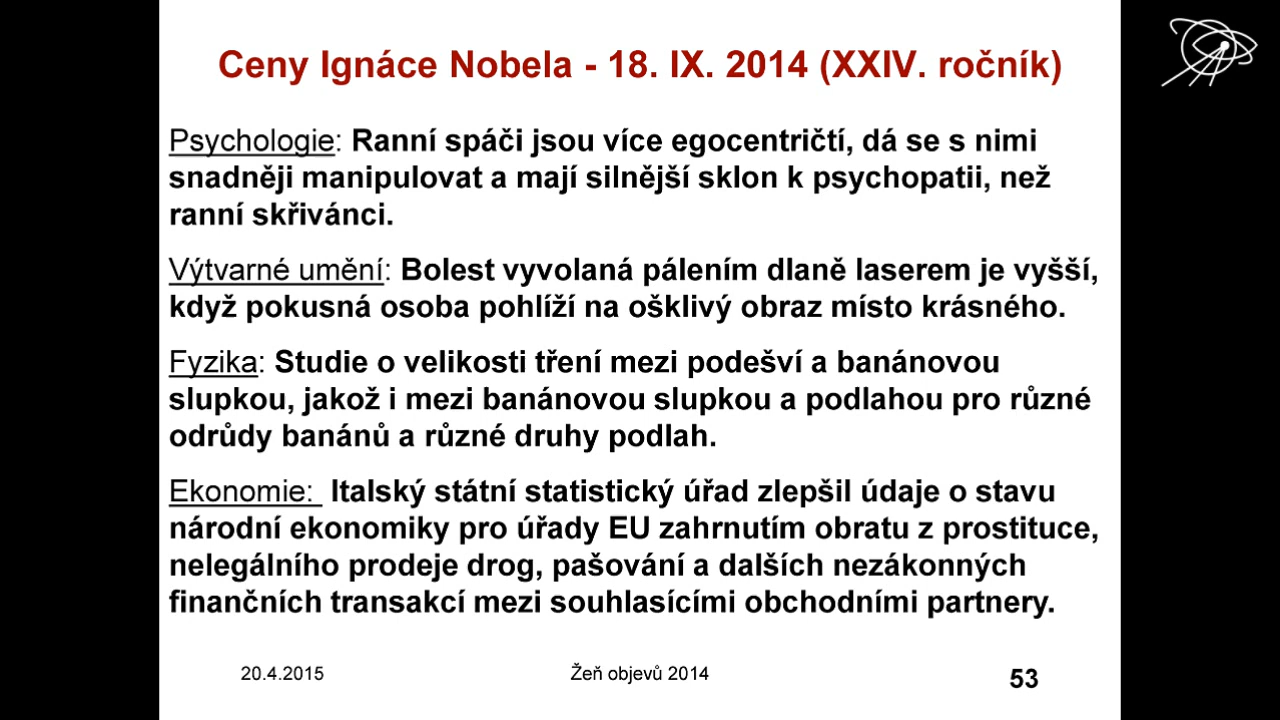 Ceny Ignáce Nobela - 18. IX. 2014 (XXIV. ročník)
Psychologie: Ranní spáči jsou více egocentričtí, dá se s nimi
snadněji manipulovat a mají silnější sklon k psychopatii, než
ranní skřivánci.
Výtvarné umění: Bolest vyvolaná pálením dlaně laserem je vyšší,
když pokusná osoba pohlíží na ošklivý obraz místo krásného.
Fyzika: Studie o velikosti tření mezi podešví a banánovou
slupkou, jakož i mezi banánovou slupkou a podlahou pro různé
odrůdy banánů a různé druhy podlah.
Ekonomie: Italský státní statistický úřad zlepšil údaje o stavu
národní ekonomiky pro úřady EU zahrnutím obratu z prostituce,
nelegálního prodeje drog, pašování a dalších nezákonných
finančních transakcí mezi souhlasícími obchodními partnery.
20.4.2015 Žeň objevů 2014 53